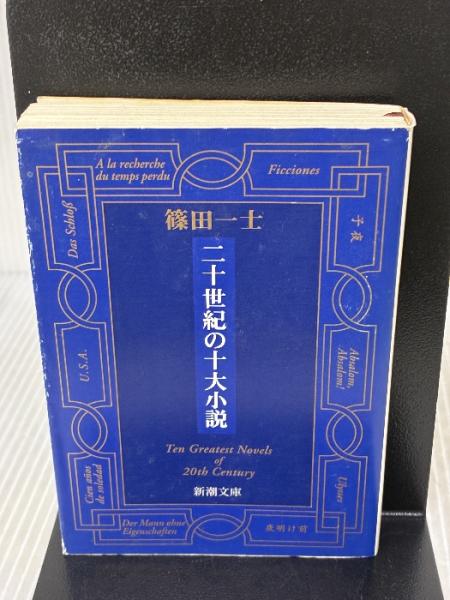 A la recherche
du temps perdu
Ficciones
Das Schloß
子夜
篠田一士
二十世紀の十大小説
U.S.A.
Absalom,
Absalom!
Cien años
de soledad
Ulysses
Ten Greatest Novels
of
20th Century
新潮文庫
Der Mann ohne
Eigenschaften
夜明け前